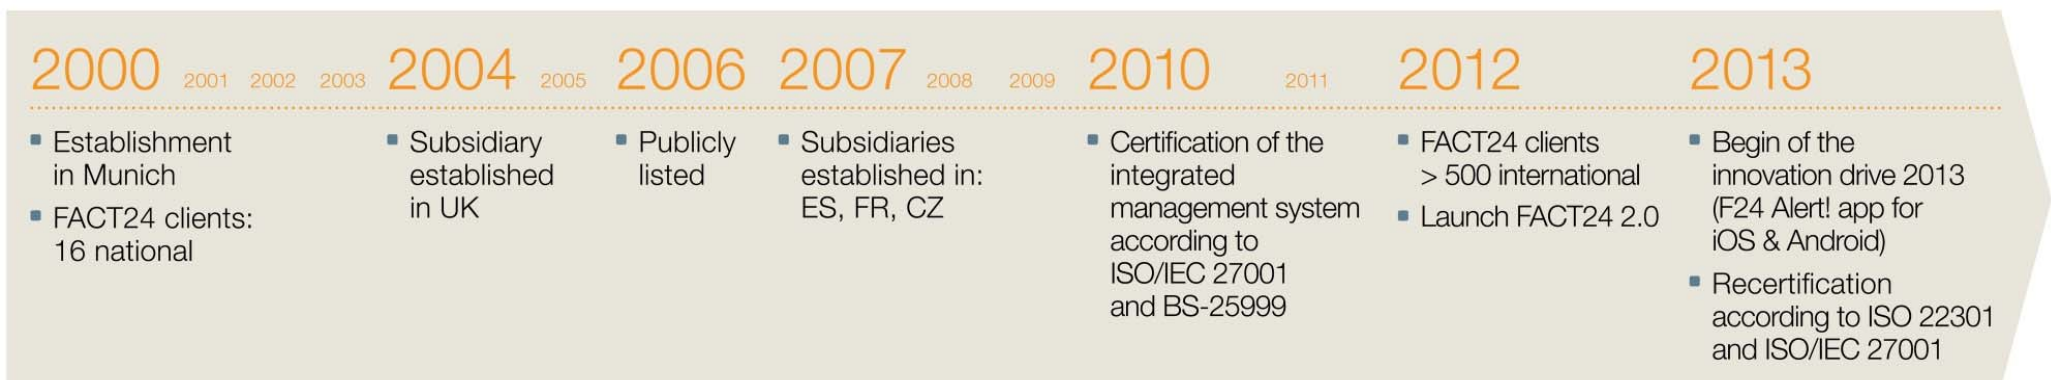 2000 2001 2002 2003 2004 2005 2006 2007 2008 2009 2010 2011 2012 2013
Establishment
in Munich
FACT24 clients:
16 national
Subsidiary
established
in UK
Publicly
listed
Subsidiaries
established in:
ES, FR, CZ
Certification of the
integrated
management system
according to
ISO/IEC 27001
and BS-25999
FACT24 clients
> 500 international
Launch FACT24 2.0
Begin of the
innovation drive 2013
(F24 Alert! app for
iOS & Android)
Recertification
according to ISO 22301
and ISO/IEC 27001